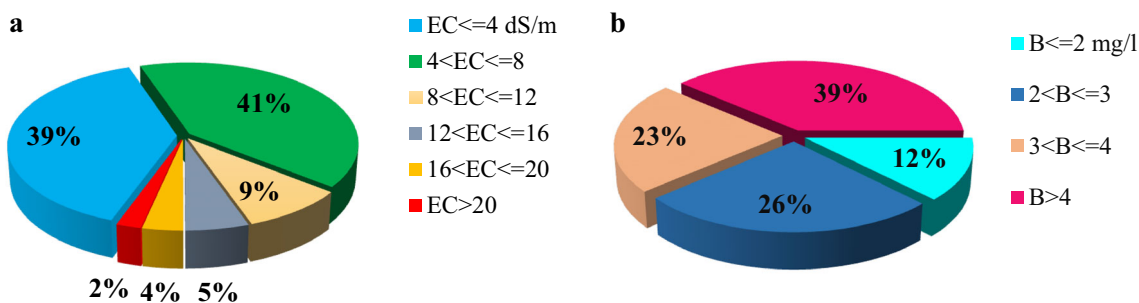 a
39%
41%
9%
5%
4%
2%
EC<=4 dS/m
4<EC<=8
8<EC<=12
12<EC<=16
16<EC<=20
EC>20
b
39%
23%
12%
26%
B<=2 mg/l
2<B<=3
3<B<=4
B>4